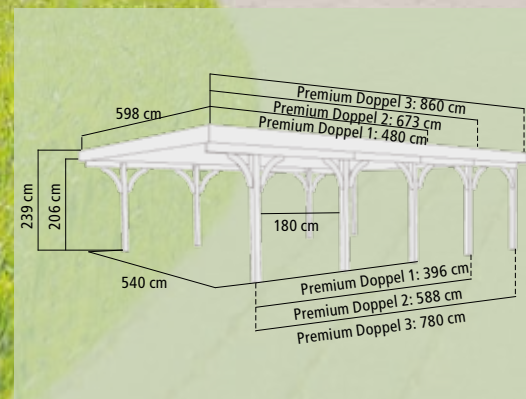 Premium Doppel 3: 860 cm
598 cm
Premium Doppel 2: 673 cm
Premium Doppel 1: 480 cm
239 cm
206 cm
180 cm
540 cm
Premium Doppel 1: 396 cm
Premium Doppel 2: 588 cm
Premium Doppel 3: 780 cm